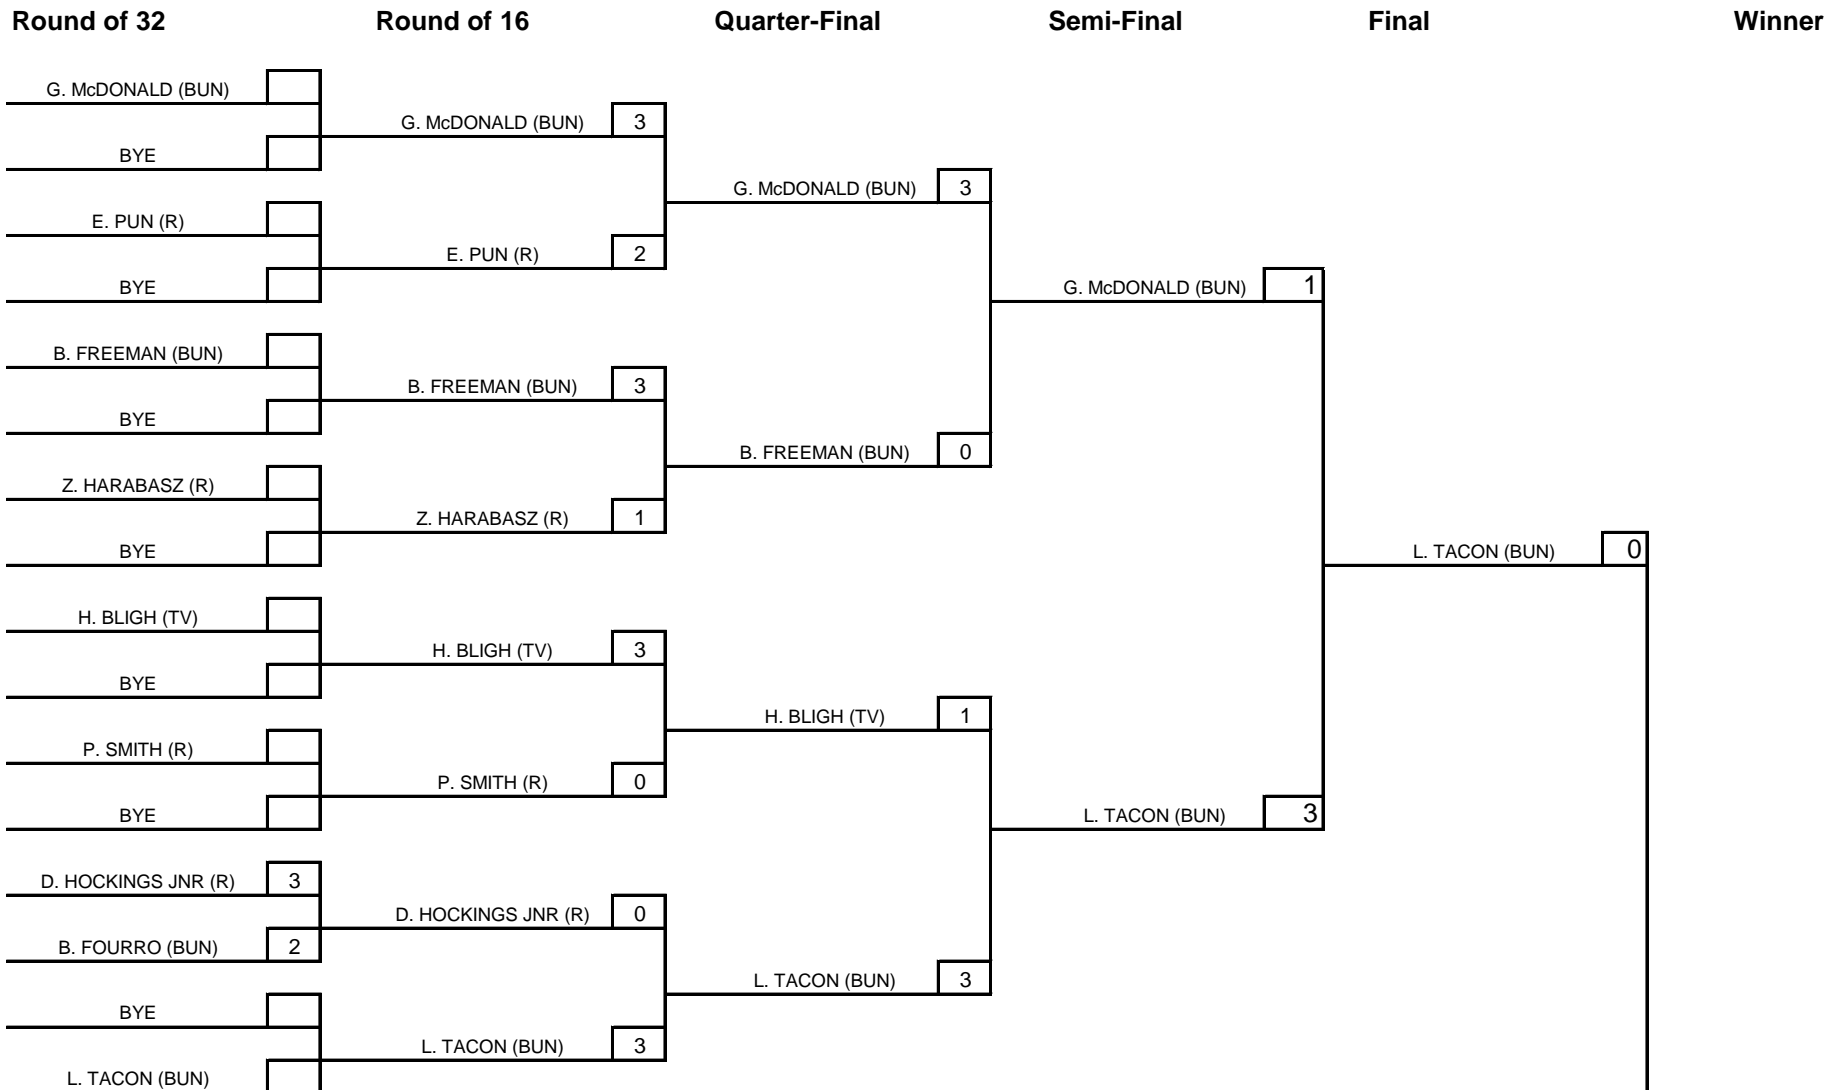 Round of 32 Round of 16 Quarter-Final Semi-Final Final Winner
G. McDONALD (BUN)
G. McDONALD (BUN) 3
BYE
G. McDONALD (BUN) 3
E. PUN (R)
E. PUN (R) 2
BYE G. McDONALD (BUN) 1
B. FREEMAN (BUN)
B. FREEMAN (BUN) 3
BYE
B. FREEMAN (BUN) 0
Z. HARABASZ (R)
Z. HARABASZ (R) 1
BYE L. TACON (BUN) 0
H. BLIGH (TV)
H. BLIGH (TV) 3
BYE
H. BLIGH (TV) 1
P. SMITH (R)
P. SMITH (R) 0
BYE L. TACON (BUN) 3
D. HOCKINGS JNR (R) 3
D. HOCKINGS JNR (R) 0
B. FOURRO (BUN) 2
L. TACON (BUN) 3
BYE
L. TACON (BUN) 3
L. TACON (BUN)